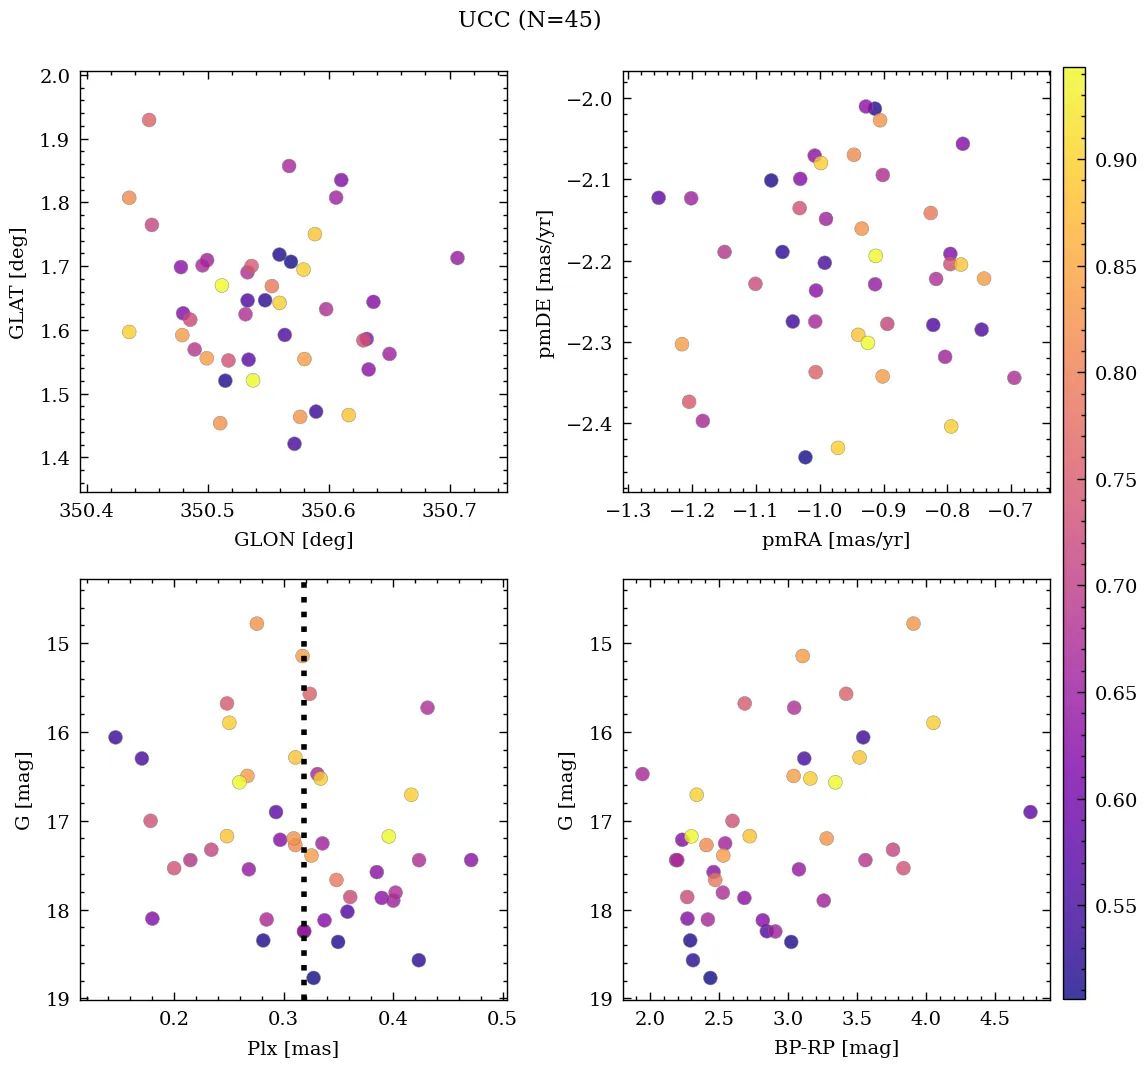 UCC (N=45)
2.0
1.9
1.8
1.7
1.6
1.5
1.4
GLAT [deg]
350.4 350.5 350.6 350.7
GLON [deg]
−2.0
−2.1
−2.2
−2.3
−2.4
pmDE [mas/yr]
−1.3 −1.2 −1.1 −1.0 −0.9 −0.8 −0.7
pmRA [mas/yr]
15
16
17
18
19
G [mag]
0.2 0.3 0.4 0.5
Plx [mas]
15
16
17
18
19
G [mag]
2.0 2.5 3.0 3.5 4.0 4.5
BP-RP [mag]
0.90
0.85
0.80
0.75
0.70
0.65
0.60
0.55